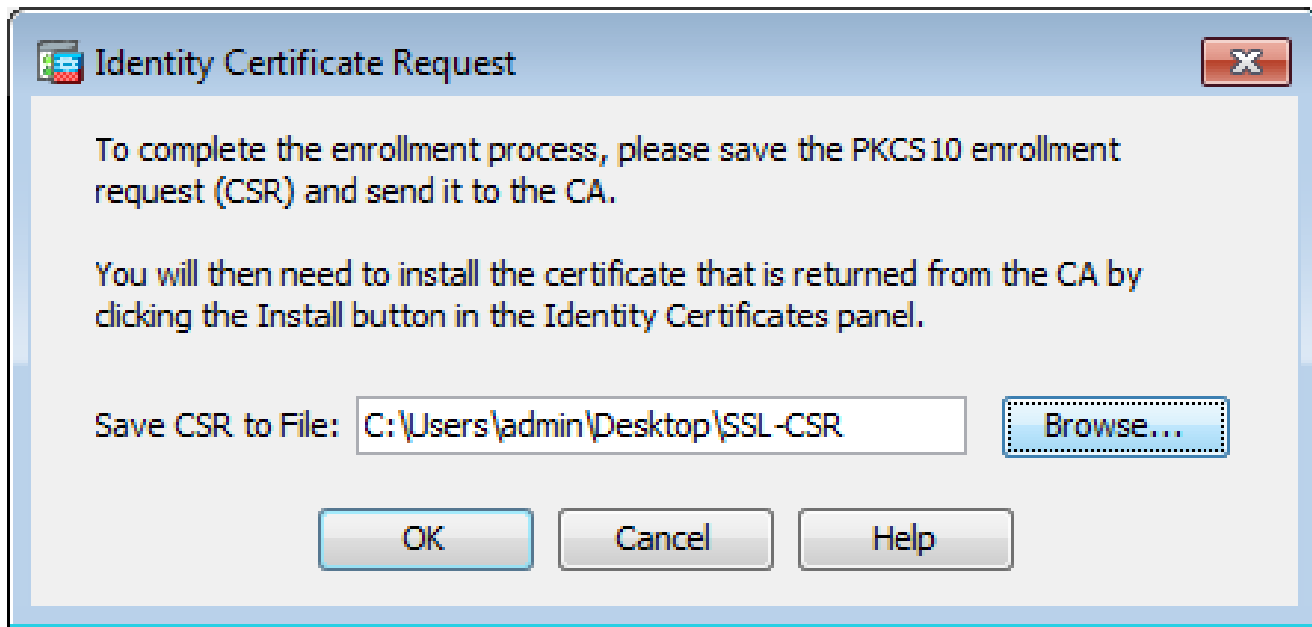 Identity Certificate Request
To complete the enrollment process, please save the PKCS10 enrollment
request (CSR) and send it to the CA.
You will then need to install the certificate that is returned from the CA by
clicking the Install button in the Identity Certificates panel.
Save CSR to File: C:\Users\admin\Desktop\SSL-CSR Browse...
OK Cancel Help